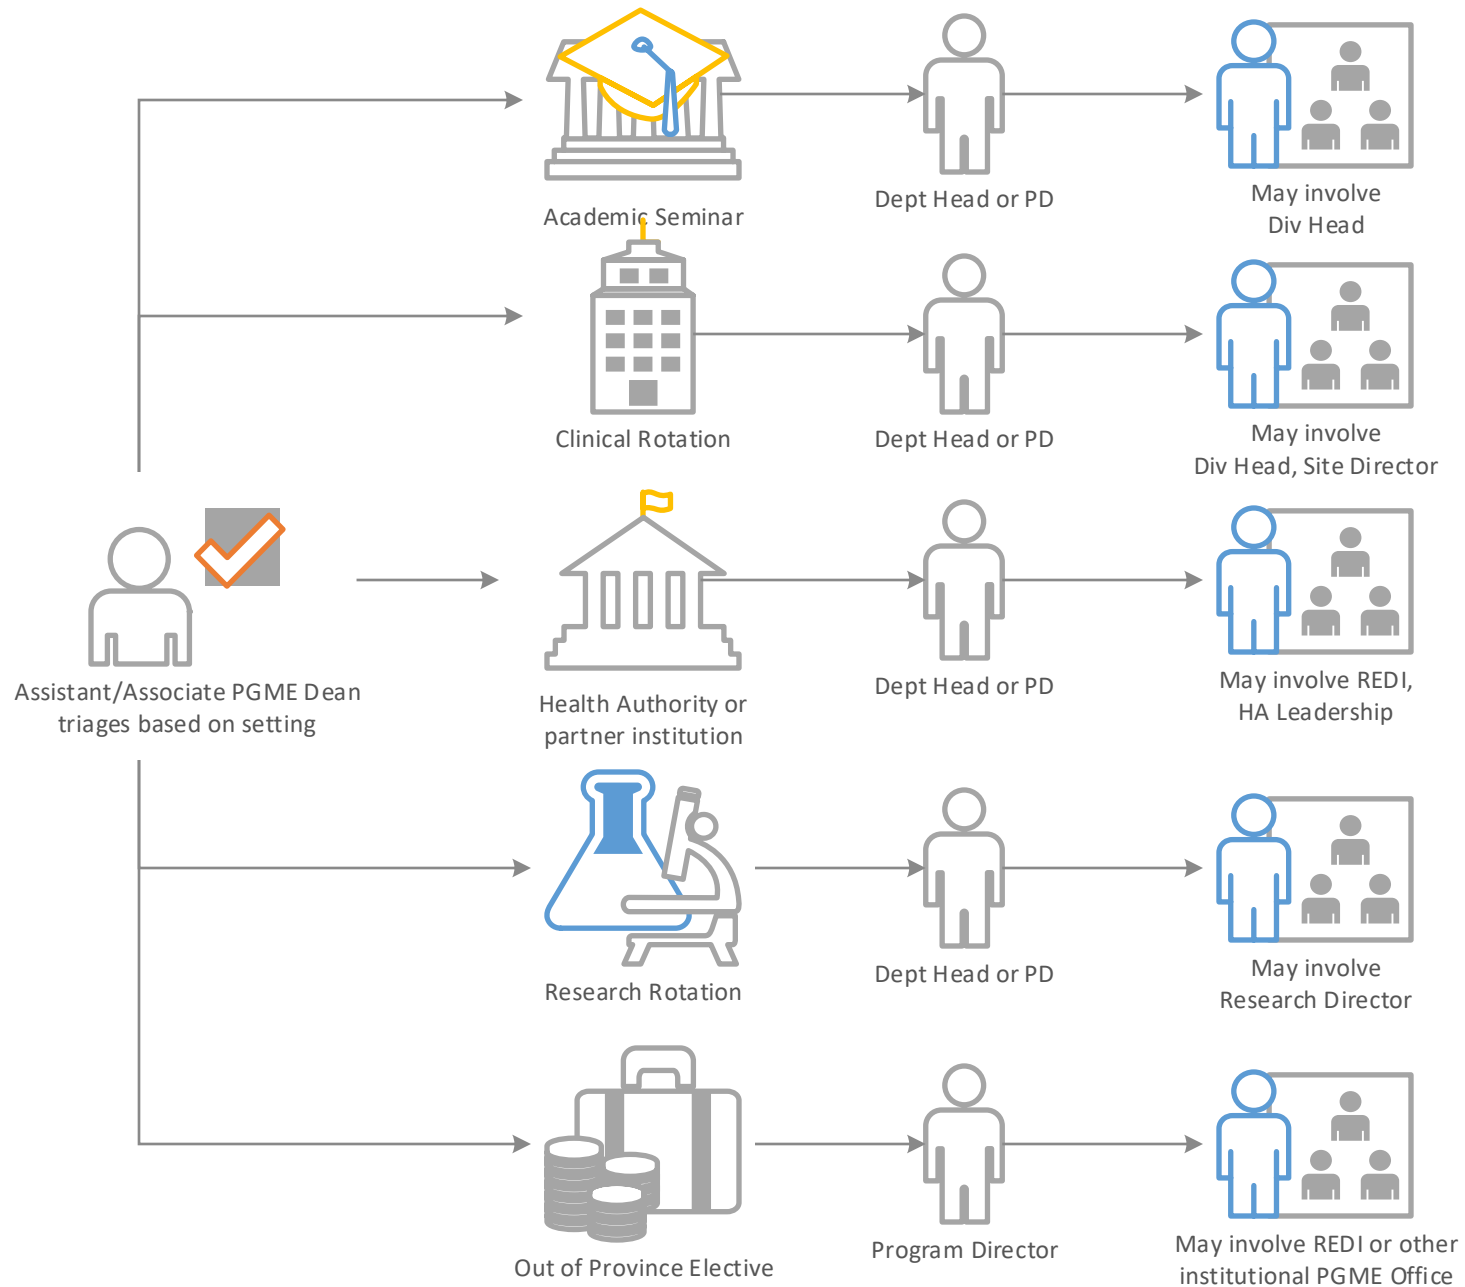 Academic Seminar
Dept Head or PD
May involve
Div Head
Clinical Rotation
Dept Head or PD
May involve
Div Head, Site Director
Assistant/Associate PGME Dean
triages based on setting
Health Authority or
partner institution
Dept Head or PD
May involve REDI,
HA Leadership
Research Rotation
Dept Head or PD
May involve
Research Director
Out of Province Elective
Program Director
May involve REDI or other
institutional PGME Office